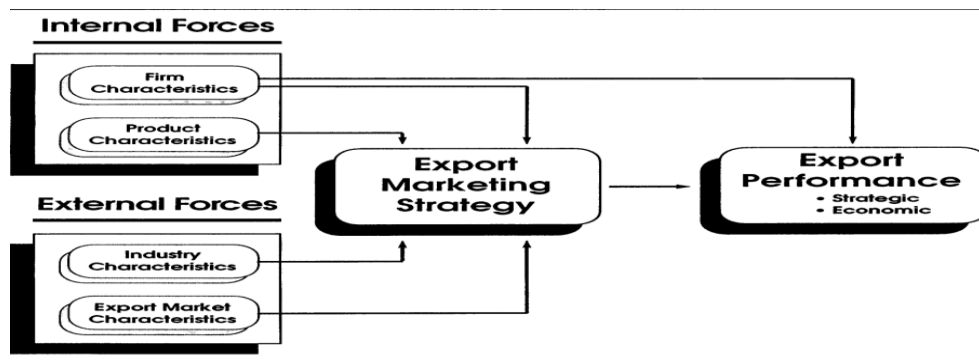 Internal Forces
Firm
Characteristics
Product
Characteristics
External Forces
Industry
Characteristics
Export Market
Characteristics
Export
Marketing
Strategy
Export
Performance
• Strategic
• Economic